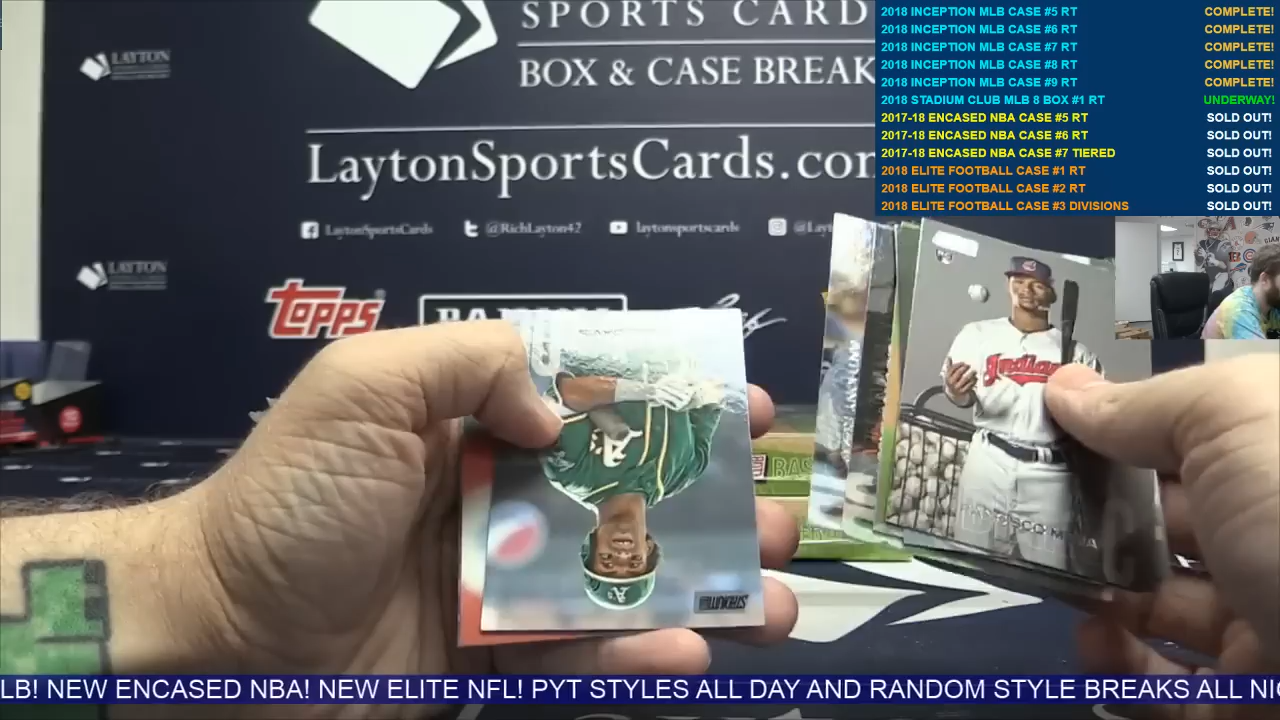 SPORTS CARD
BOX & CASE BREAK
LaytonSportsCards.com
LaytonSportsCards
@RichLayton42
laytonsportscards
LAYTON
LAYTON
TOPPS
2018 INCEPTION MLB CASE #5 RT COMPLETE!
2018 INCEPTION MLB CASE #6 RT COMPLETE!
2018 INCEPTION MLB CASE #7 RT COMPLETE!
2018 INCEPTION MLB CASE #8 RT COMPLETE!
2018 INCEPTION MLB CASE #9 RT COMPLETE!
2018 STADIUM CLUB MLB 8 BOX #1 RT UNDERWAY!
2017-18 ENCASED NBA CASE #5 RT SOLD OUT!
2017-18 ENCASED NBA CASE #6 RT SOLD OUT!
2017-18 ENCASED NBA CASE #7 TIERED SOLD OUT!
2018 ELITE FOOTBALL CASE #1 RT SOLD OUT!
2018 ELITE FOOTBALL CASE #2 RT SOLD OUT!
2018 ELITE FOOTBALL CASE #3 DIVISIONS SOLD OUT!
Indians
A's
STADIUM
LB! NEW ENCASED NBA! NEW ELITE NFL! PYT STYLES ALL DAY AND RANDOM STYLE BREAKS ALL NI